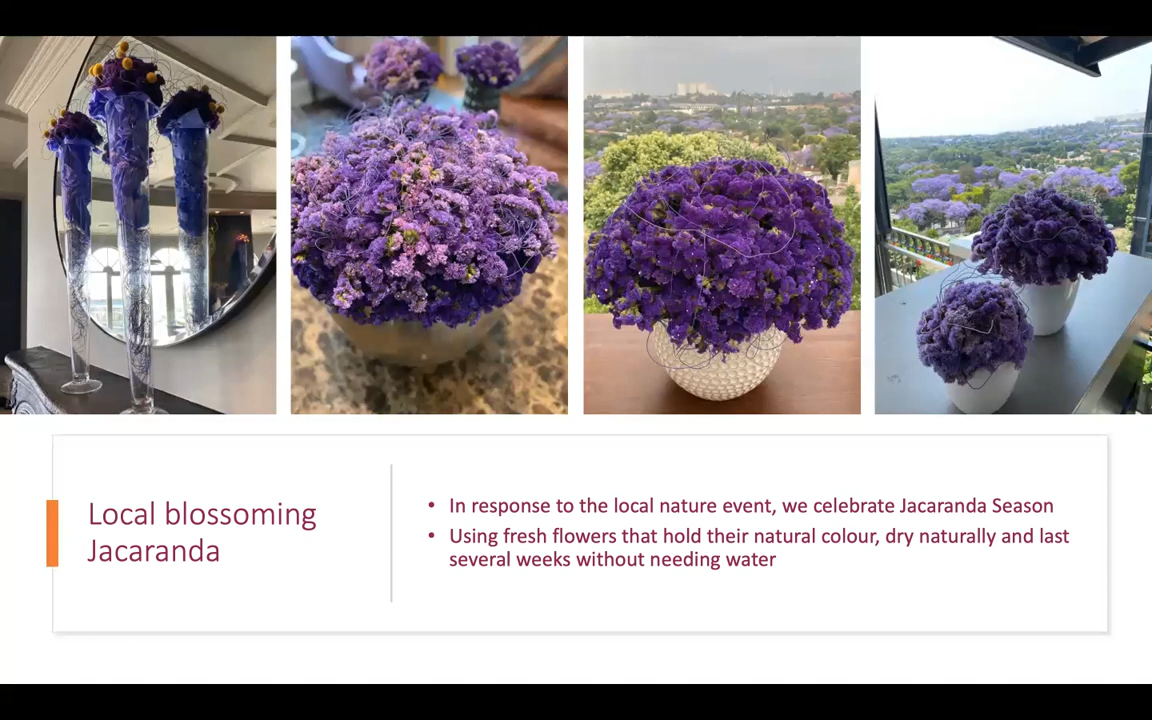 Local blossoming
Jacaranda
• In response to the local nature event, we celebrate Jacaranda Season
• Using fresh flowers that hold their natural colour, dry naturally and last
several weeks without needing water